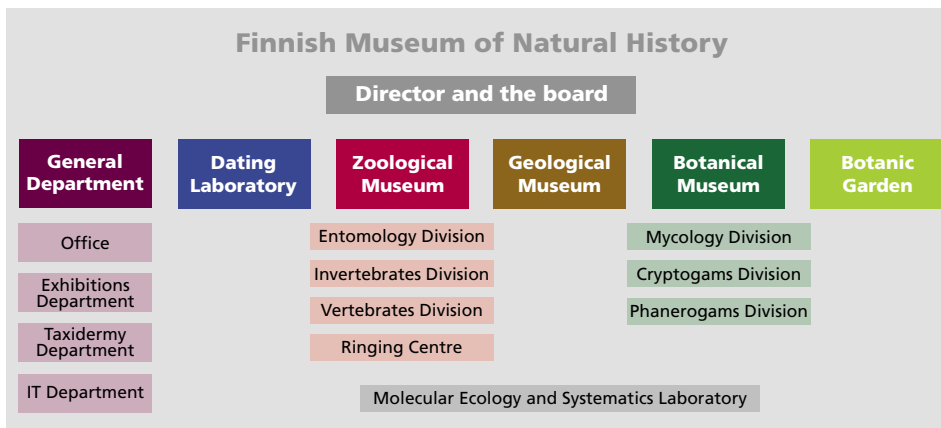 Finnish Museum of Natural History
Director and the board
General
Department
Dating
Laboratory
Zoological
Museum
Geological
Museum
Botanical
Museum
Botanic
Garden
Office
Exhibitions
Department
Taxidermy
Department
IT Department
Entomology Division
Invertebrates Division
Vertebrates Division
Ringing Centre
Mycology Division
Cryptogams Division
Phanerogams Division
Molecular Ecology and Systematics Laboratory